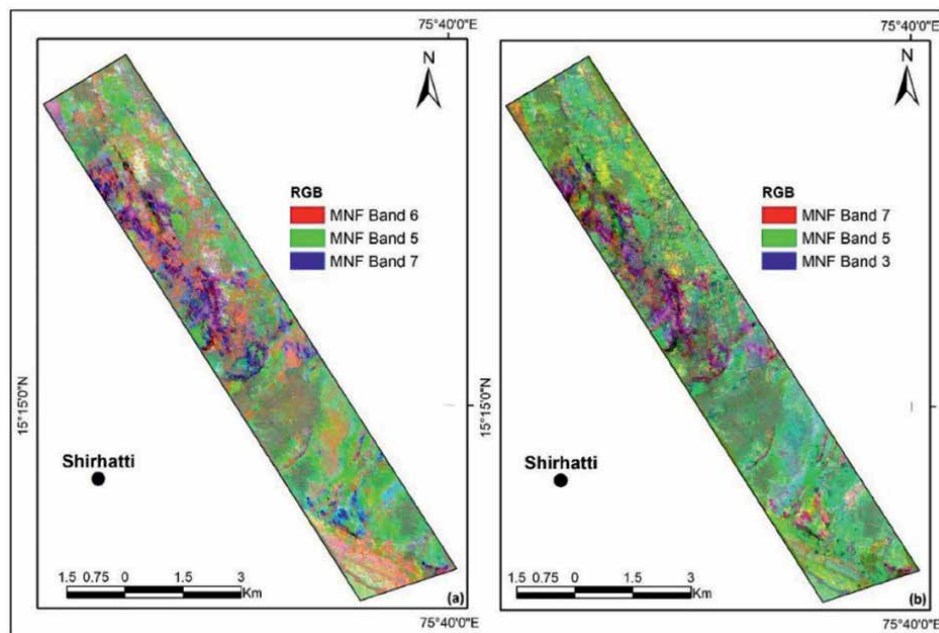 75°40'0"E
N
RGB
MNF Band 6
MNF Band 5
MNF Band 7
15°15'0"N
Shirhatti
1.5 0.75 0 1.5 3
Km
(a)
75°40'0"E
75°40'0"E
N
RGB
MNF Band 7
MNF Band 5
MNF Band 3
15°15'0"N
Shirhatti
1.5 0.75 0 1.5 3
Km
(b)
75°40'0"E